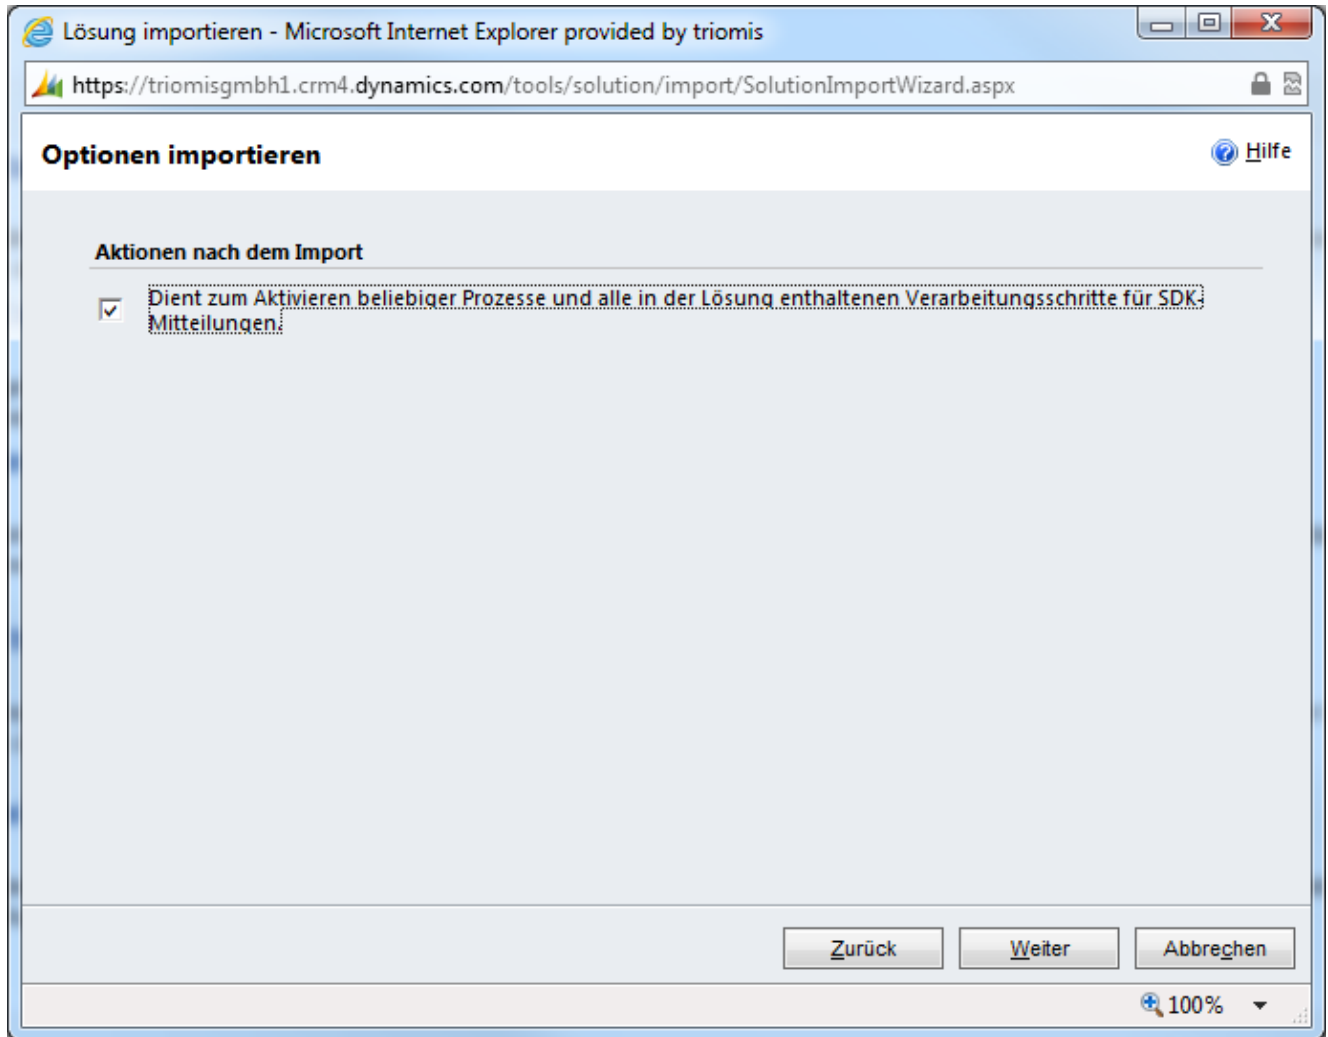 Lösung importieren - Microsoft Internet Explorer provided by triomis
https://triomisgmbh1.crm4.dynamics.com/tools/solution/import/SolutionImportWizard.aspx
Optionen importieren
Hilfe
Aktionen nach dem Import
Dient zum Aktivieren beliebiger Prozesse und alle in der Lösung enthaltenen Verarbeitungsschritte für SDK-
Mitteilungen.
Zurück
Weiter
Abbrechen
100%